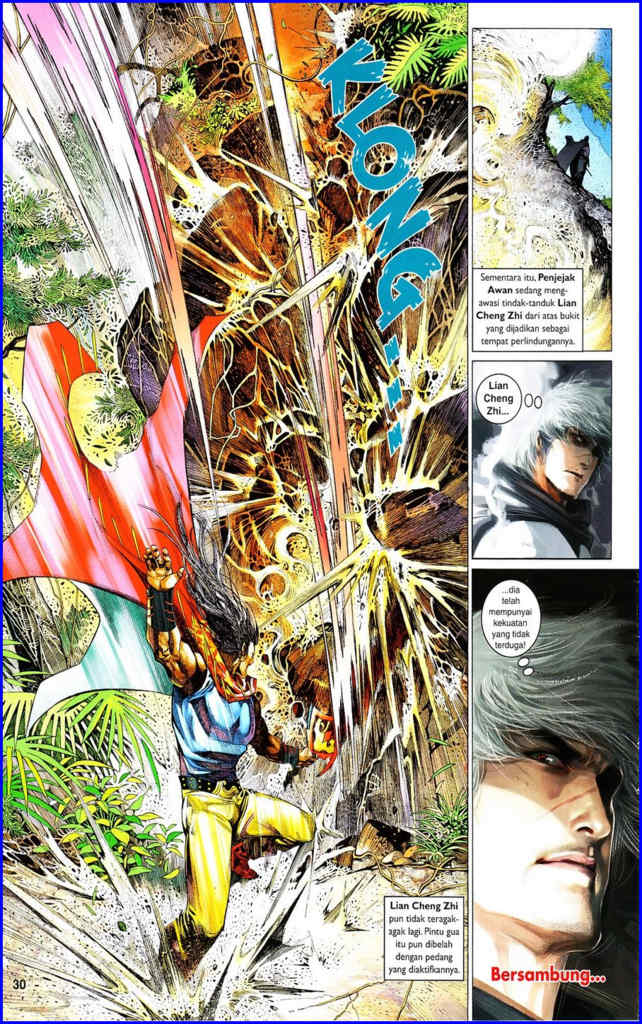 KLONG....
Lian Cheng Zhi
pun tidak teragak-
agak lagi. Pintu gua
itu pun dibelah
dengan pedang
yang diaktifkannya.
30
Sementara itu, Penjejak
Awan sedang meng-
awasi tindak-tanduk Lian
Cheng Zhi dari atas bukit
yang dijadikan sebagai
tempat perlindungannya.
Lian
Cheng
Zhi...
...dia
telah
mempunyai
kekuatan
yang tidak
terduga!
Bersambung...